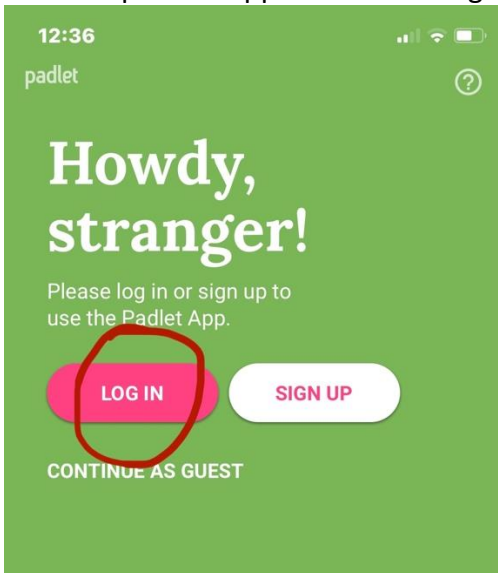 12:36
padlet
?
Howdy,
stranger!
Please log in or sign up to
use the Padlet App.
LOG IN
SIGN UP
CONTINUE AS GUEST